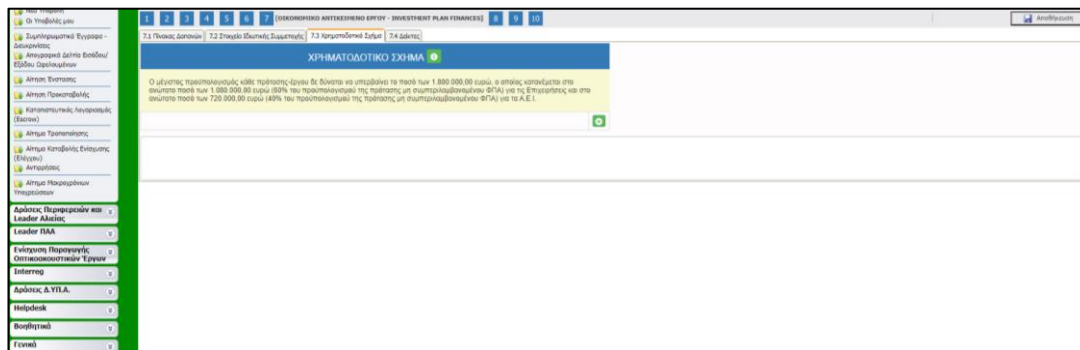 Νέα Υποβολή
Οι Υποβολές μου
Συμπληρωματικά Έγγραφα -
Διευκρινίσεις
Απογραφικά Δελτία Εισόδου/
Εξόδου Ωφελουμένων
Αίτηση Ένστασης
Αίτηση Προκαταβολής
Καταπιστευτικός Λογαριασμός
(Escrow)
Αίτημα Τροποποίησης
Αίτημα Καταβολής Ενίσχυσης
(Ελέγχου)
Αντιρρήσεις
Αίτημα Μακροχρόνιων
Υποχρεώσεων
Δράσεις Περιφερειών και
Leader Αλιείας
Leader ΠΑΑ
Ενίσχυση Παραγωγής
Οπτικοακουστικών Έργων
Interreg
Δράσεις Δ.ΥΠ.Α.
Helpdesk
Βοηθητικά
Γενικά
1 2 3 4 5 6 7 (ΟΙΚΟΝΟΜΙΚΟ ΑΝΤΙΚΕΙΜΕΝΟ ΕΡΓΟΥ - INVESTMENT PLAN FINANCES) 8 9 10
Αποθήκευση
7.1 Πίνακας Δαπανών 7.2 Στοιχεία Ιδιωτικής Συμμετοχής 7.3 Χρηματοδοτικό Σχήμα 7.4 Δείκτες
ΧΡΗΜΑΤΟΔΟΤΙΚΟ ΣΧΗΜΑ
Ο μέγιστος προϋπολογισμός κάθε πρότασης-έργου δε δύναται να υπερβαίνει το ποσό των 1.800.000,00 ευρώ, ο οποίος κατανέμεται στο
ανώτατο ποσό των 1.080.000,00 ευρώ (60% του προϋπολογισμού της πρότασης μη συμπεριλαμβανομένου ΦΠΑ) για τις Επιχειρήσεις και στο
ανώτατο ποσό των 720.000,00 ευρώ (40% του προϋπολογισμού της πρότασης μη συμπεριλαμβανομένου ΦΠΑ) για τα Α.Ε.Ι.